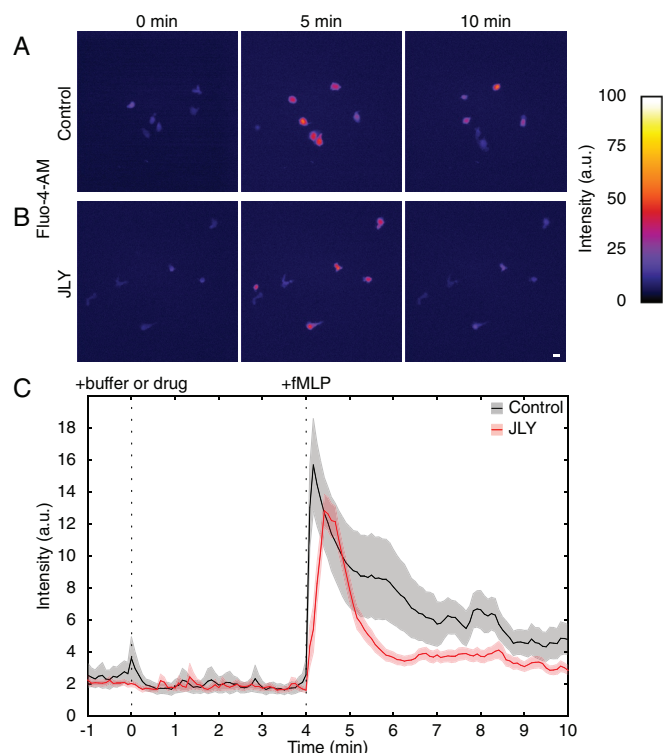 0 min 5 min 10 min
A
Control
B
JLY
Fluo-4-AM
100
75
50
25
0
Intensity (a.u.)
C
+buffer or drug +fMLP
Control
JLY
18
16
14
12
10
8
6
4
2
0
Intensity (a.u.)
-1 0 1 2 3 4 5 6 7 8 9 10
Time (min)